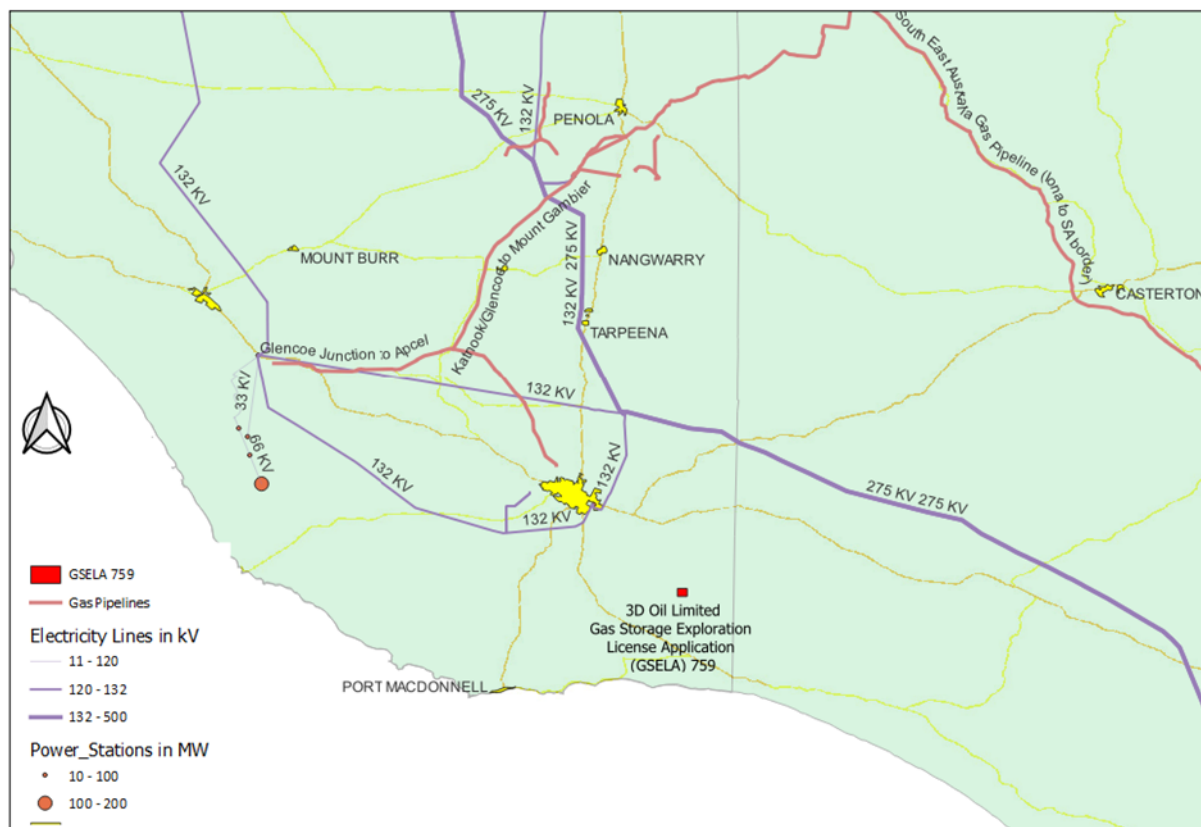 South East Australia Gas Pipeline (Iona to SA border)
275 KV
132 KV
PENOLA
132 KV
Katnook/Glencoe to Mount Gambier
MOUNT BURR
275 KV
132 KV
NANGWARRY
CASTERTON
TARPEENA
Glencoe Junction to Apcel
132 KV
33 KV
66 KV
132 KV
132 KV
132 KV
275 KV 275 KV
3D Oil Limited
Gas Storage Exploration
License Application
(GSELA) 759
PORT MACDONNELL
GSELA 759
Gas Pipelines
Electricity Lines in kV
11 - 120
120 - 132
132 - 500
Power_Stations in MW
10 - 100
100 - 200